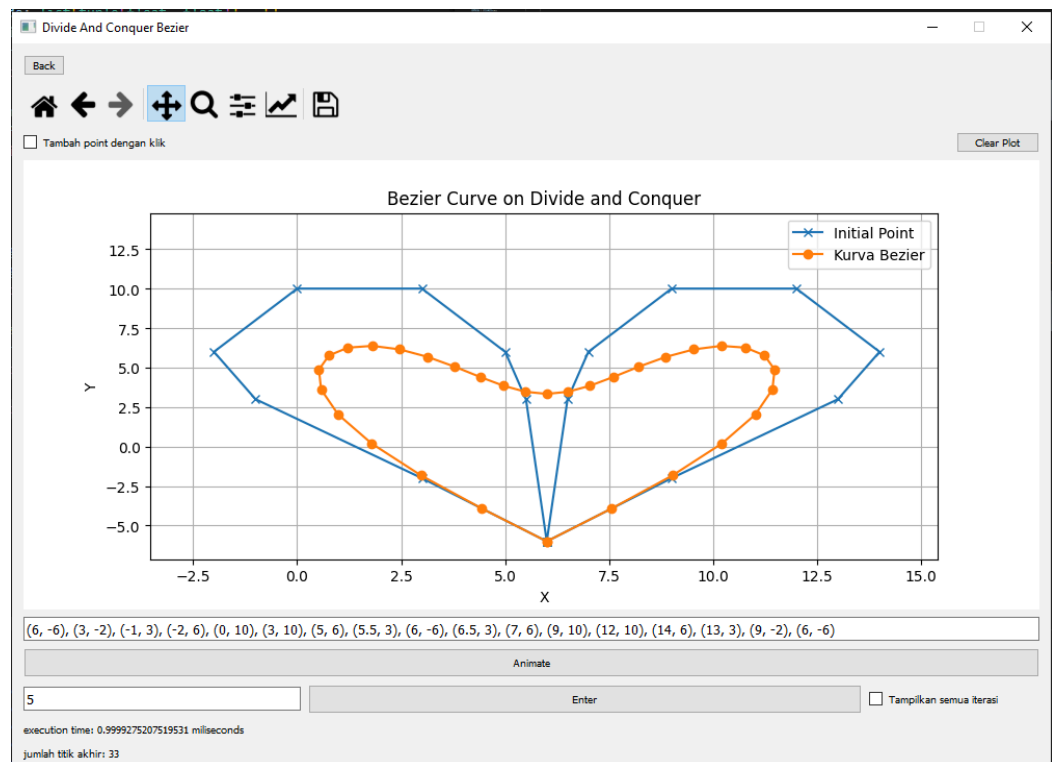 Divide And Conquer Bezier
Back
Tambah point dengan klik
Clear Plot
Bezier Curve on Divide and Conquer
Initial Point
Kurva Bezier
12.5
10.0
7.5
5.0
2.5
0.0
−2.5
−5.0
Y
−2.5 0.0 2.5 5.0 7.5 10.0 12.5 15.0
X
(6, -6), (3, -2), (-1, 3), (-2, 6), (0, 10), (3, 10), (5, 6), (5.5, 3), (6, -6), (6.5, 3), (7, 6), (9, 10), (12, 10), (14, 6), (13, 3), (9, -2), (6, -6)
Animate
5
Enter
Tampilkan semua iterasi
execution time: 0.9999275207519531 miliseconds
jumlah titik akhir: 33